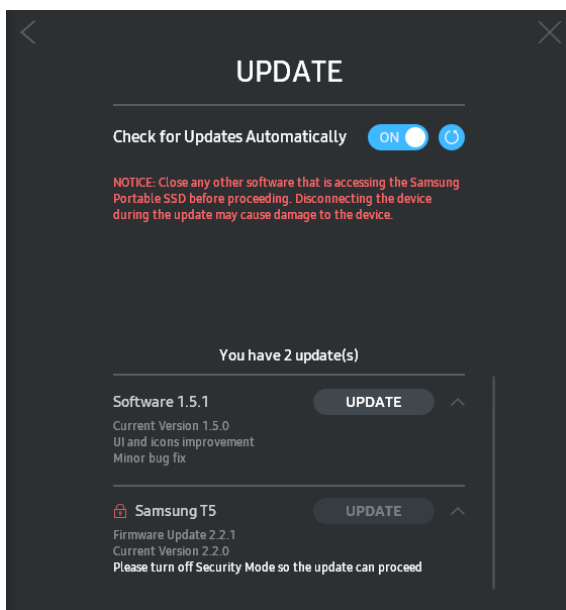 UPDATE
Check for Updates Automatically ON
NOTICE: Close any other software that is accessing the Samsung
Portable SSD before proceeding. Disconnecting the device
during the update may cause damage to the device.
You have 2 update(s)
Software 1.5.1 UPDATE
Current Version 1.5.0
UI and icons improvement
Minor bug fix
Samsung T5 UPDATE
Firmware Update 2.2.1
Current Version 2.2.0
Please turn off Security Mode so the update can proceed